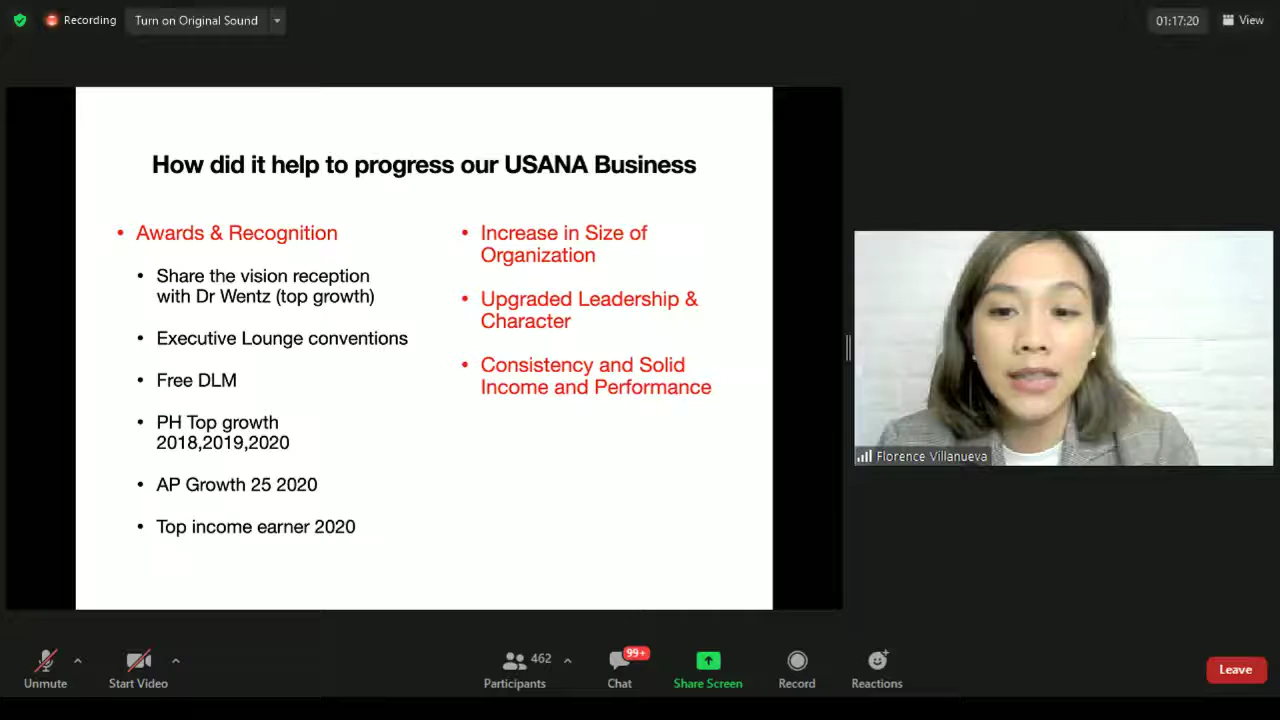 Recording
Turn on Original Sound
01:17:20
View
How did it help to progress our USANA Business
• Awards & Recognition
• Share the vision reception
with Dr Wentz (top growth)
• Executive Lounge conventions
• Free DLM
• PH Top growth
2018,2019,2020
• AP Growth 25 2020
• Top income earner 2020
• Increase in Size of
Organization
• Upgraded Leadership &
Character
• Consistency and Solid
Income and Performance
Florence Villanueva
Unmute
Start Video
462
Participants
99+
Chat
Share Screen
Record
Reactions
Leave